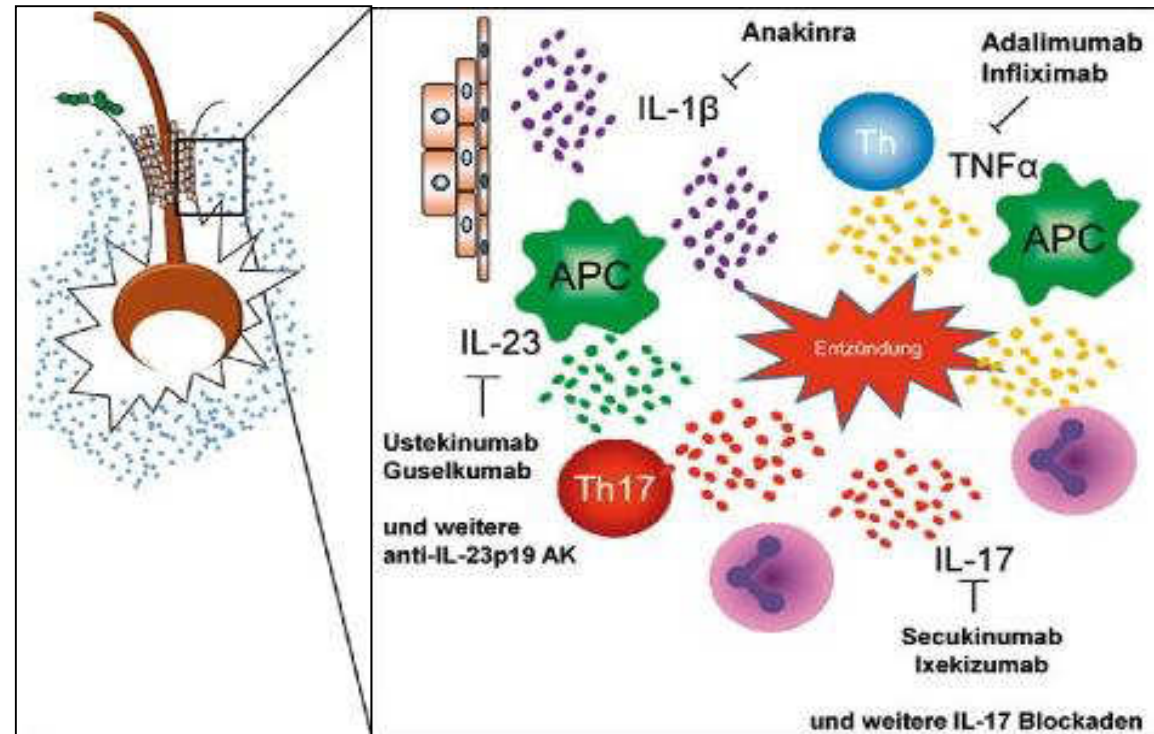 Anakinra
IL-1β
Adalimumab
Infliximab
Th
TNFα
APC
APC
IL-23
Entzündung
Ustekinumab
Guselkumab
Th17
und weitere
anti-IL-23p19 AK
IL-17
Secukinumab
Ixekizumab
und weitere IL-17 Blockaden